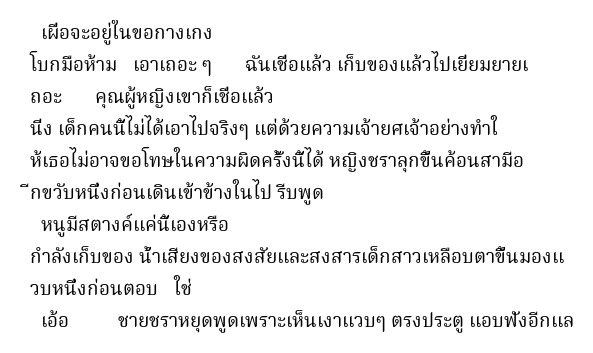 เผื่อจะอยู่ในขอกางเกง
โบกมือห้าม เอาเถอะ ๆ ฉันเชื่อแล้ว เก็บของแล้วไปเยี่ยมยายเ
ถอะ คุณผู้หญิงเขาก็เชื่อแล้ว
นึ่ง เด็กคนนี้ไม่ได้เอาไปจริงๆ แต่ด้วยความเจ้ายศเจ้าอย่างทำใ
ห้เธอไม่อาจขอโทษในความผิดครั้งนี้ได้ หญิงชราลุกขึ้นค้อนสามีอ
ีกขวับหนึ่งก่อนเดินเข้าข้างในไป รีบพูด
หนูมีสตางค์แค่นี้เองหรือ
กำลังเก็บของ น้ำเสียงของสงสัยและสงสารเด็กสาวเหลือบตาขึ้นมองแ
วบหนึ่งก่อนตอบ ใช่
เอ้อ ชายชราหยุดพูดเพราะเห็นเงาแวบๆ ตรงประตู แอบฟังอีกแล